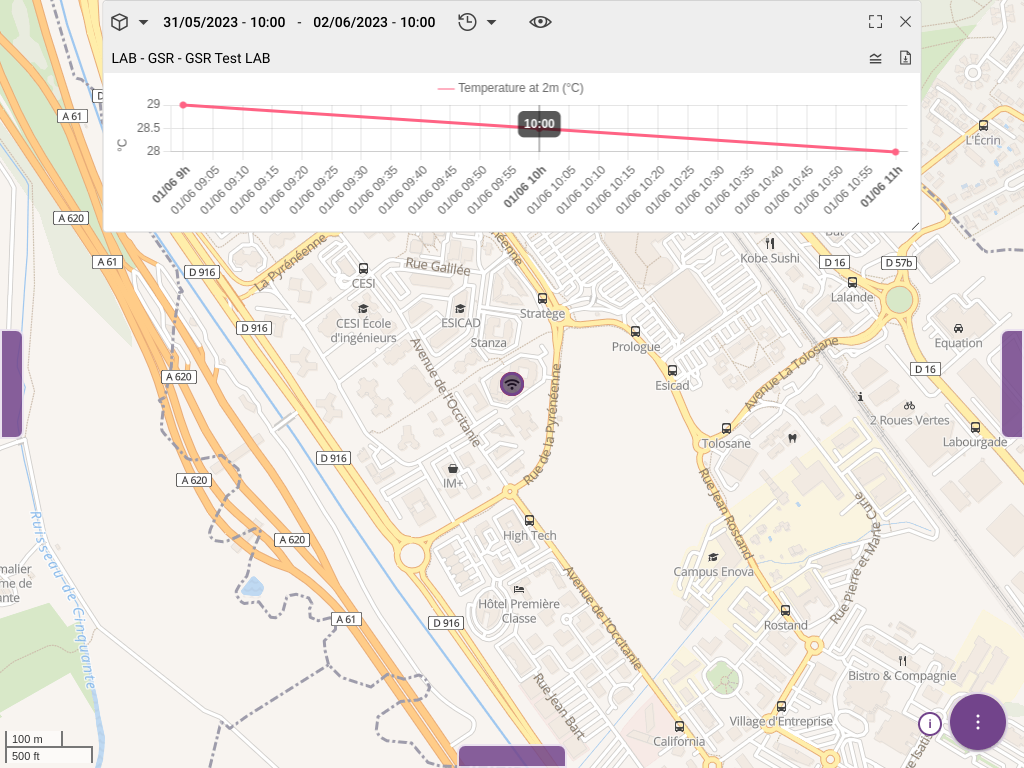 31/05/2023 - 10:00 - 02/06/2023 - 10:00
LAB - GSR - GSR Test LAB
Temperature at 2m (°C)
29
28.5
28
°C
10:00
01/06 9h
01/06 09:05
01/06 09:10
01/06 09:15
01/06 09:20
01/06 09:25
01/06 09:30
01/06 09:35
01/06 09:40
01/06 09:45
01/06 09:50
01/06 09:55
01/06 10h
01/06 10:05
01/06 10:10
01/06 10:15
01/06 10:20
01/06 10:25
01/06 10:30
01/06 10:35
01/06 10:40
01/06 10:45
01/06 10:50
01/06 10:55
01/06 11h
A 61
L'Écrin
A 620
But
Kobe Sushi
La Pyrénéenne
éenne
A 61
D 916
CESI
Rue Galilée
D 16
D 57b
Lalande
Stratège
CESI École
d'ingénieurs
ESICAD
Stanza
D 916
Prologue
Equation
Avenue de l'Occitanie
Rue de la Pyrénéenne
Avenue La Tolosane
A 620
Esicad
D 16
2 Roues Vertes
Labourgade
Tolosane
D 916
IM+
A 620
Rue Jean Rostand
Rue Pierre et Marie Curie
Ruisseau de Cinquante
High Tech
A 620
malier
me de
ante
Campus Enova
Avenue de l'Occitanie
Hôtel Première
Classe
A 61
D 916
Rostand
Bistro & Compagnie
Rue Jean Bart
Village d'Entreprise
California
i
100 m
500 ft